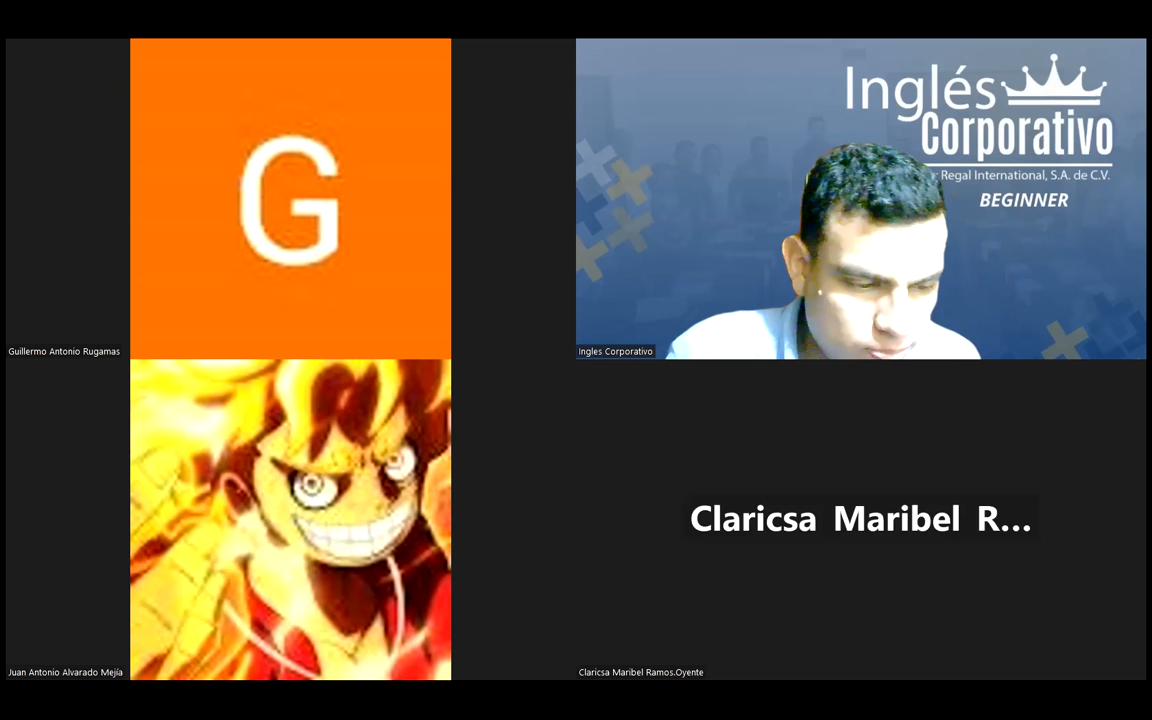 G
Guillermo Antonio Rugamas
Inglés
Corporativo
r: Regal International, S.A. de C.V.
BEGINNER
Ingles Corporativo
Juan Antonio Alvarado Mejía
Claricsa Maribel R...
Claricsa Maribel Ramos.Oyente